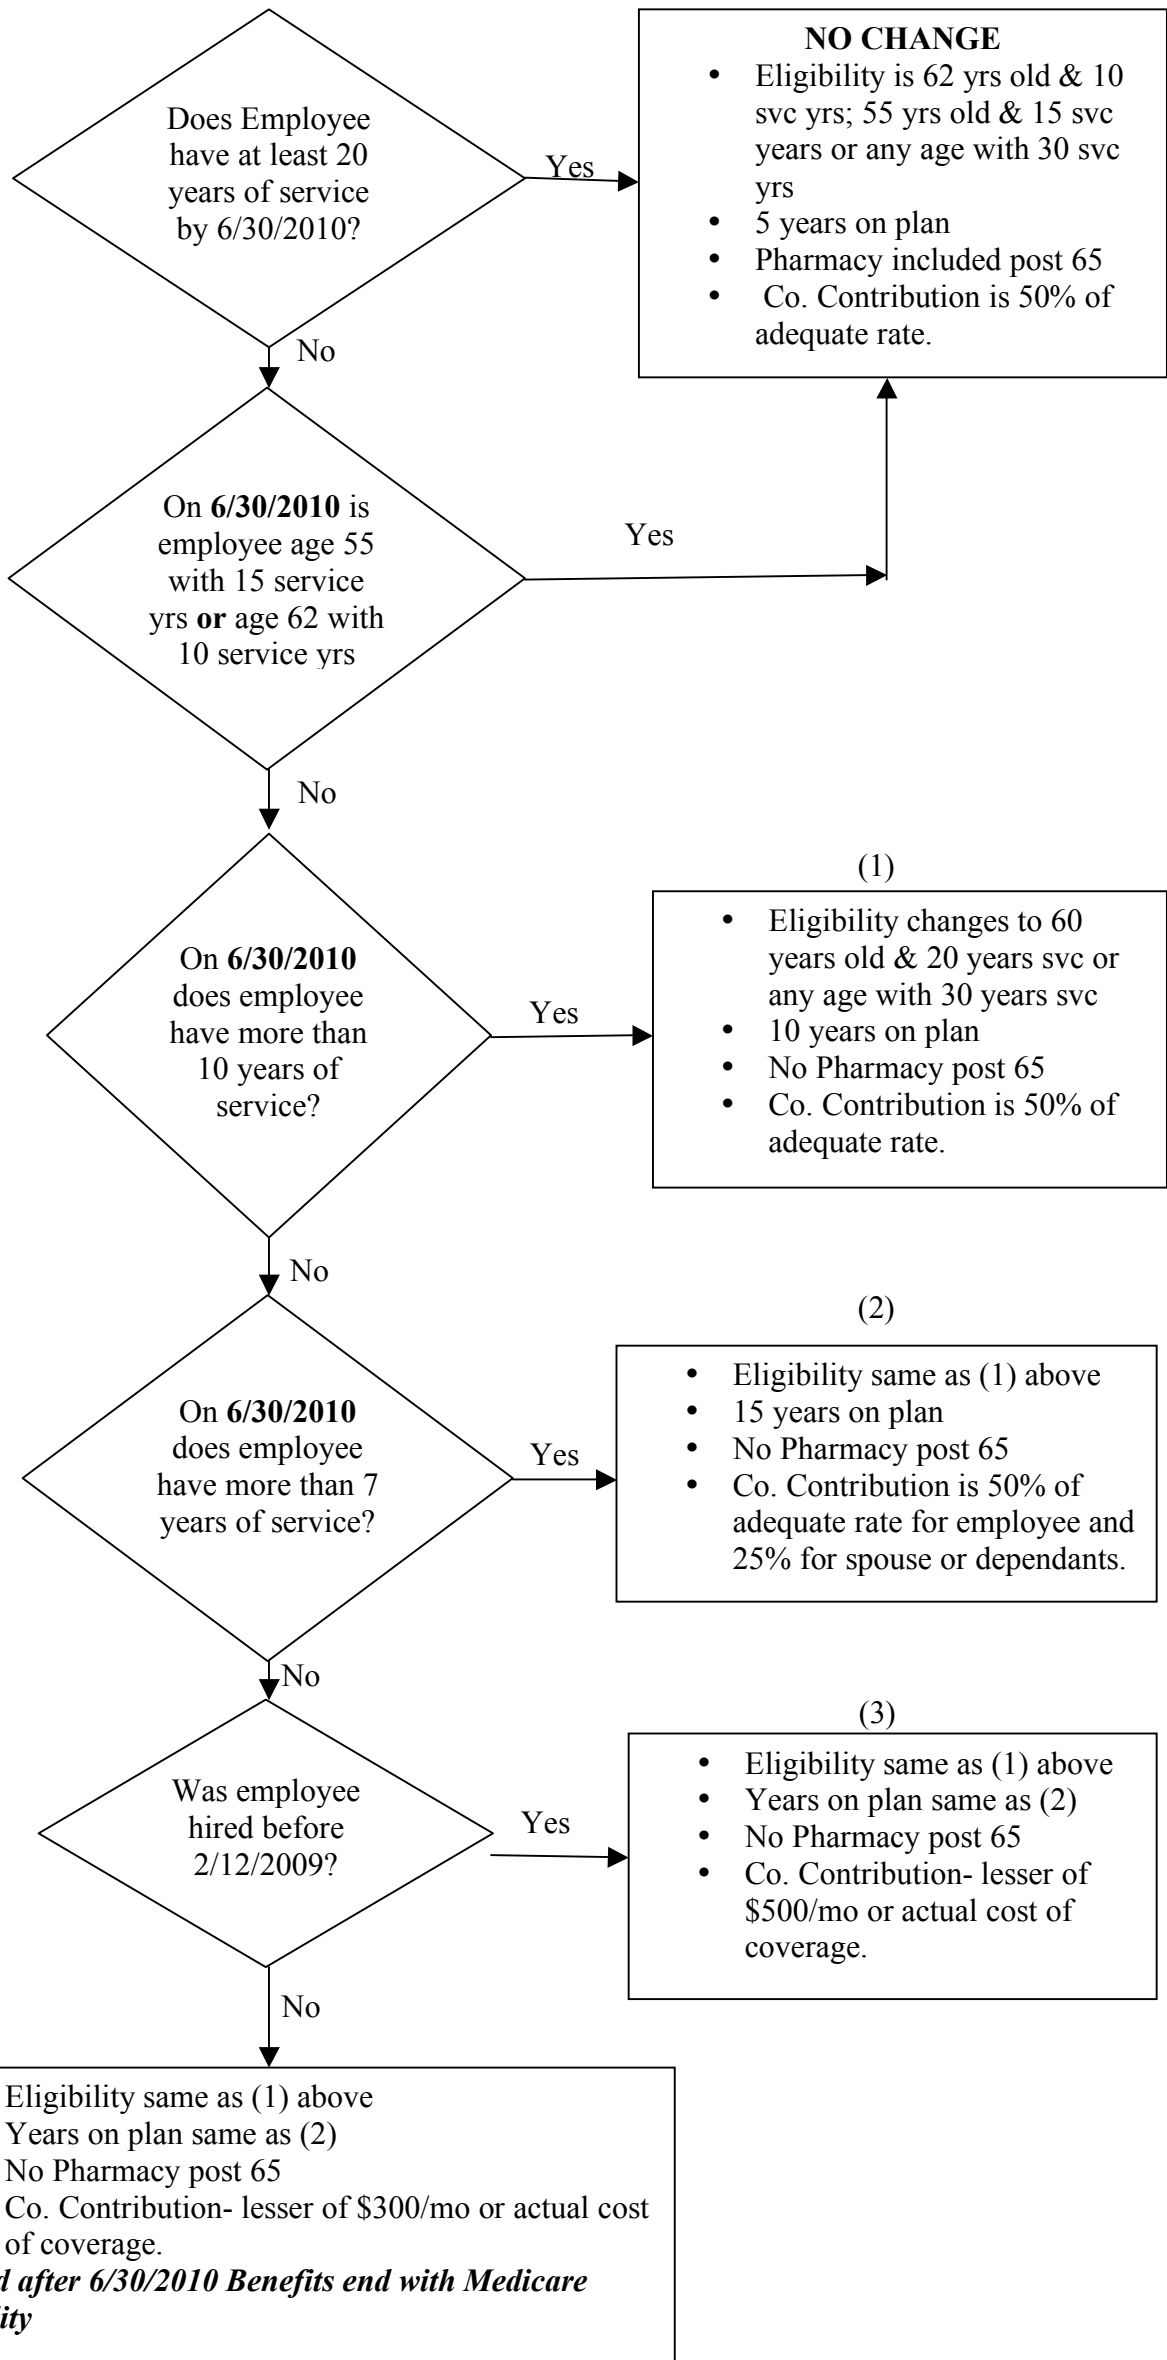 Does Employee
have at least 20
years of service
by 6/30/2010?
Yes
NO CHANGE
• Eligibility is 62 yrs old & 10
svc yrs; 55 yrs old & 15 svc
years or any age with 30 svc
yrs
• 5 years on plan
• Pharmacy included post 65
• Co. Contribution is 50% of
adequate rate.
No
On 6/30/2010 is
employee age 55
with 15 service
yrs or age 62 with
10 service yrs
Yes
No
On 6/30/2010
does employee
have more than
10 years of
service?
Yes
(1)
• Eligibility changes to 60
years old & 20 years svc or
any age with 30 years svc
• 10 years on plan
• No Pharmacy post 65
• Co. Contribution is 50% of
adequate rate.
No
On 6/30/2010
does employee
have more than 7
years of service?
Yes
(2)
• Eligibility same as (1) above
• 15 years on plan
• No Pharmacy post 65
• Co. Contribution is 50% of
adequate rate for employee and
25% for spouse or dependants.
No
Was employee
hired before
2/12/2009?
Yes
(3)
• Eligibility same as (1) above
• Years on plan same as (2)
• No Pharmacy post 65
• Co. Contribution- lesser of
$500/mo or actual cost of
coverage.
No
Eligibility same as (1) above
Years on plan same as (2)
No Pharmacy post 65
Co. Contribution- lesser of $300/mo or actual cost
of coverage.
after 6/30/2010 Benefits end with Medicare